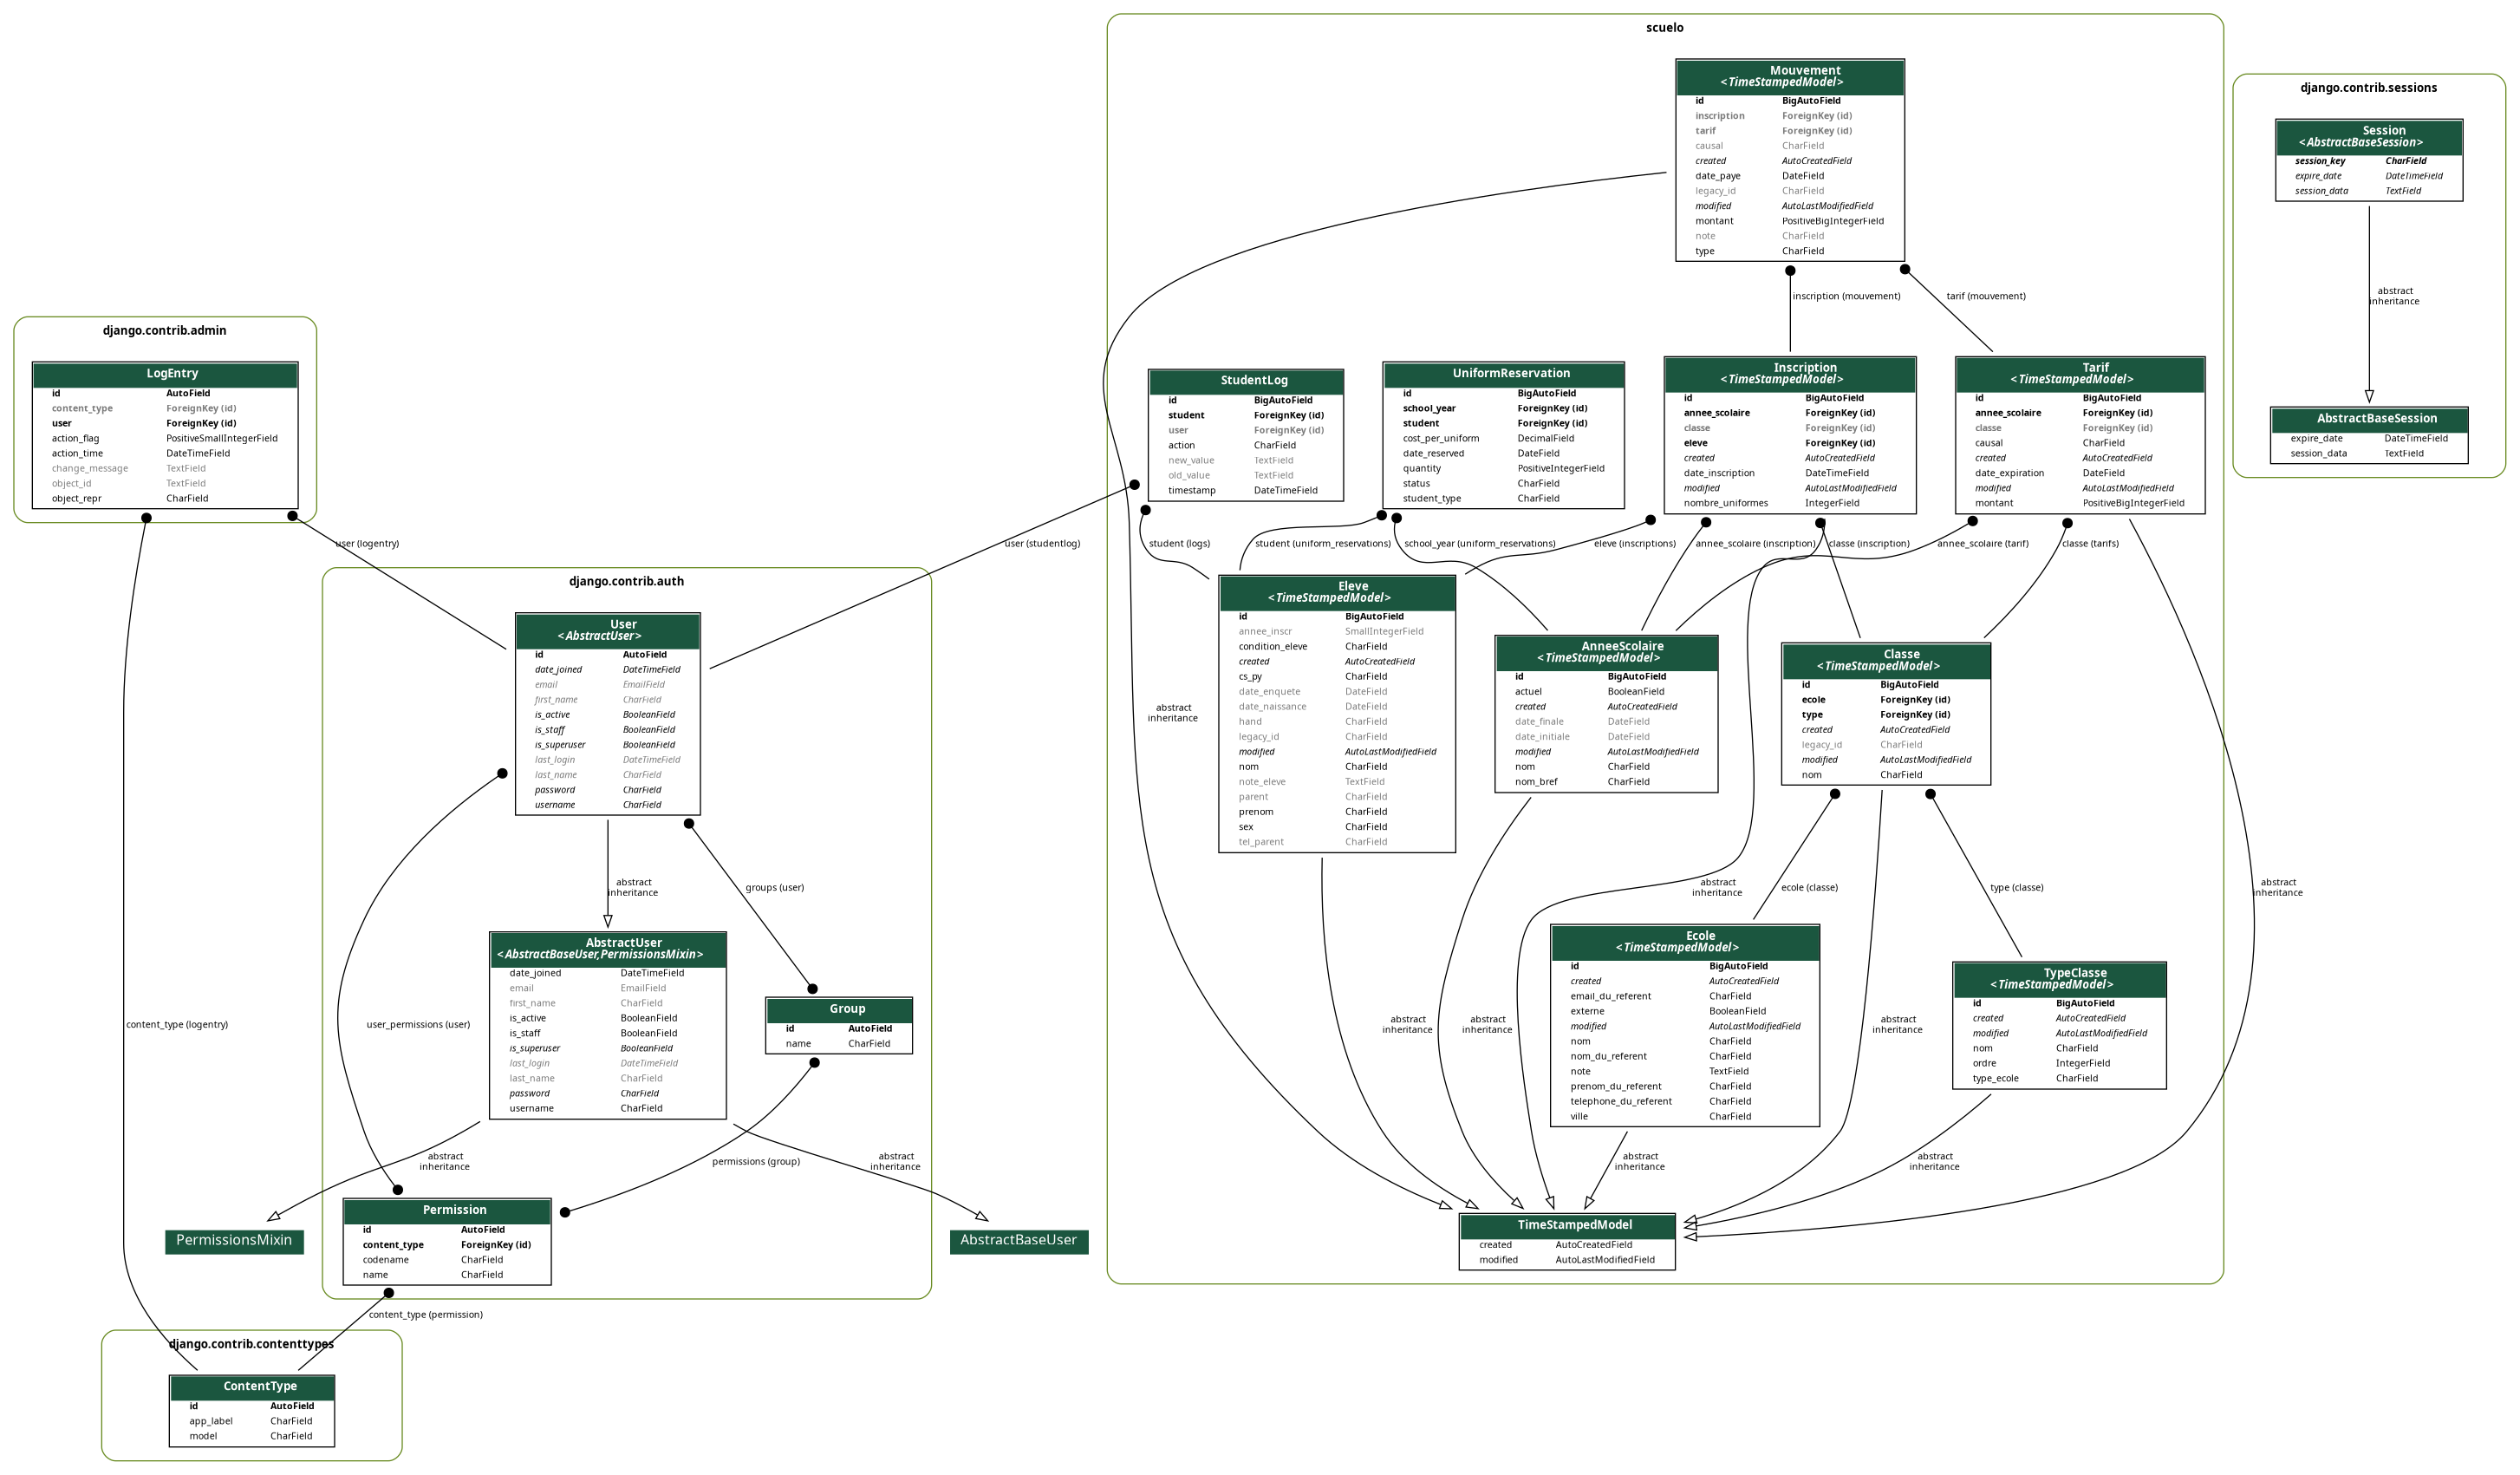 scuelo
Mouvement
<TimeStampedModel>
id BigAutoField
inscription ForeignKey (id)
tarif ForeignKey (id)
causal CharField
created AutoCreatedField
date_paye DateField
legacy_id CharField
modified AutoLastModifiedField
montant PositiveBigIntegerField
note CharField
type CharField
django.contrib.sessions
Session
<AbstractBaseSession>
session_key CharField
expire_date DateTimeField
session_data TextField
abstract
inheritance
AbstractBaseSession
expire_date DateTimeField
session_data TextField
inscription (mouvement)
tarif (mouvement)
django.contrib.admin
LogEntry
id AutoField
content_type ForeignKey (id)
user ForeignKey (id)
action_flag PositiveSmallIntegerField
action_time DateTimeField
change_message TextField
object_id TextField
object_repr CharField
StudentLog
id BigAutoField
student ForeignKey (id)
user ForeignKey (id)
action CharField
new_value TextField
old_value TextField
timestamp DateTimeField
UniformReservation
id BigAutoField
school_year ForeignKey (id)
student ForeignKey (id)
cost_per_uniform DecimalField
date_reserved DateField
quantity PositiveIntegerField
status CharField
student_type CharField
Inscription
<TimeStampedModel>
id BigAutoField
annee_scolaire ForeignKey (id)
classe ForeignKey (id)
eleve ForeignKey (id)
created AutoCreatedField
date_inscription DateTimeField
modified AutoLastModifiedField
nombre_uniformes IntegerField
Tarif
<TimeStampedModel>
id BigAutoField
annee_scolaire ForeignKey (id)
classe ForeignKey (id)
causal CharField
created AutoCreatedField
date_expiration DateField
modified AutoLastModifiedField
montant PositiveBigIntegerField
user (logentry)
user (studentlog)
student (logs)
student (uniform_reservations)
school_year (uniform_reservations)
eleve (inscriptions)
annee_scolaire (inscription)
classe (inscription)
annee_scolaire (tarif)
classe (tarifs)
django.contrib.auth
User
<AbstractUser>
id AutoField
date_joined DateTimeField
email EmailField
first_name CharField
is_active BooleanField
is_staff BooleanField
is_superuser BooleanField
last_login DateTimeField
last_name CharField
password CharField
username CharField
abstract
inheritance
Eleve
<TimeStampedModel>
id BigAutoField
annee_inscr SmallIntegerField
condition_eleve CharField
created AutoCreatedField
cs_py CharField
date_enquete DateField
date_naissance DateField
hand CharField
legacy_id CharField
modified AutoLastModifiedField
nom CharField
note_eleve TextField
parent CharField
prenom CharField
sex CharField
tel_parent CharField
AnneeScolaire
<TimeStampedModel>
id BigAutoField
actuel BooleanField
created AutoCreatedField
date_finale DateField
date_initiale DateField
modified AutoLastModifiedField
nom CharField
nom_bref CharField
Classe
<TimeStampedModel>
id BigAutoField
ecole ForeignKey (id)
type ForeignKey (id)
created AutoCreatedField
legacy_id CharField
modified AutoLastModifiedField
nom CharField
abstract
inheritance
groups (user)
abstract
inheritance
ecole (classe)
type (classe)
abstract
inheritance
AbstractUser
<AbstractBaseUser,PermissionsMixin>
date_joined DateTimeField
email EmailField
first_name CharField
is_active BooleanField
is_staff BooleanField
is_superuser BooleanField
last_login DateTimeField
last_name CharField
password CharField
username CharField
Group
id AutoField
name CharField
Ecole
<TimeStampedModel>
id BigAutoField
created AutoCreatedField
email_du_referent CharField
externe BooleanField
modified AutoLastModifiedField
nom CharField
nom_du_referent CharField
note TextField
prenom_du_referent CharField
telephone_du_referent CharField
ville CharField
TypeClasse
<TimeStampedModel>
id BigAutoField
created AutoCreatedField
modified AutoLastModifiedField
nom CharField
ordre IntegerField
type_ecole CharField
content_type (logentry)
user_permissions (user)
abstract
inheritance
abstract
inheritance
abstract
inheritance
abstract
inheritance
permissions (group)
abstract
inheritance
abstract
inheritance
abstract
inheritance
PermissionsMixin
Permission
id AutoField
content_type ForeignKey (id)
codename CharField
name CharField
AbstractBaseUser
TimeStampedModel
created AutoCreatedField
modified AutoLastModifiedField
content_type (permission)
django.contrib.contenttypes
ContentType
id AutoField
app_label CharField
model CharField